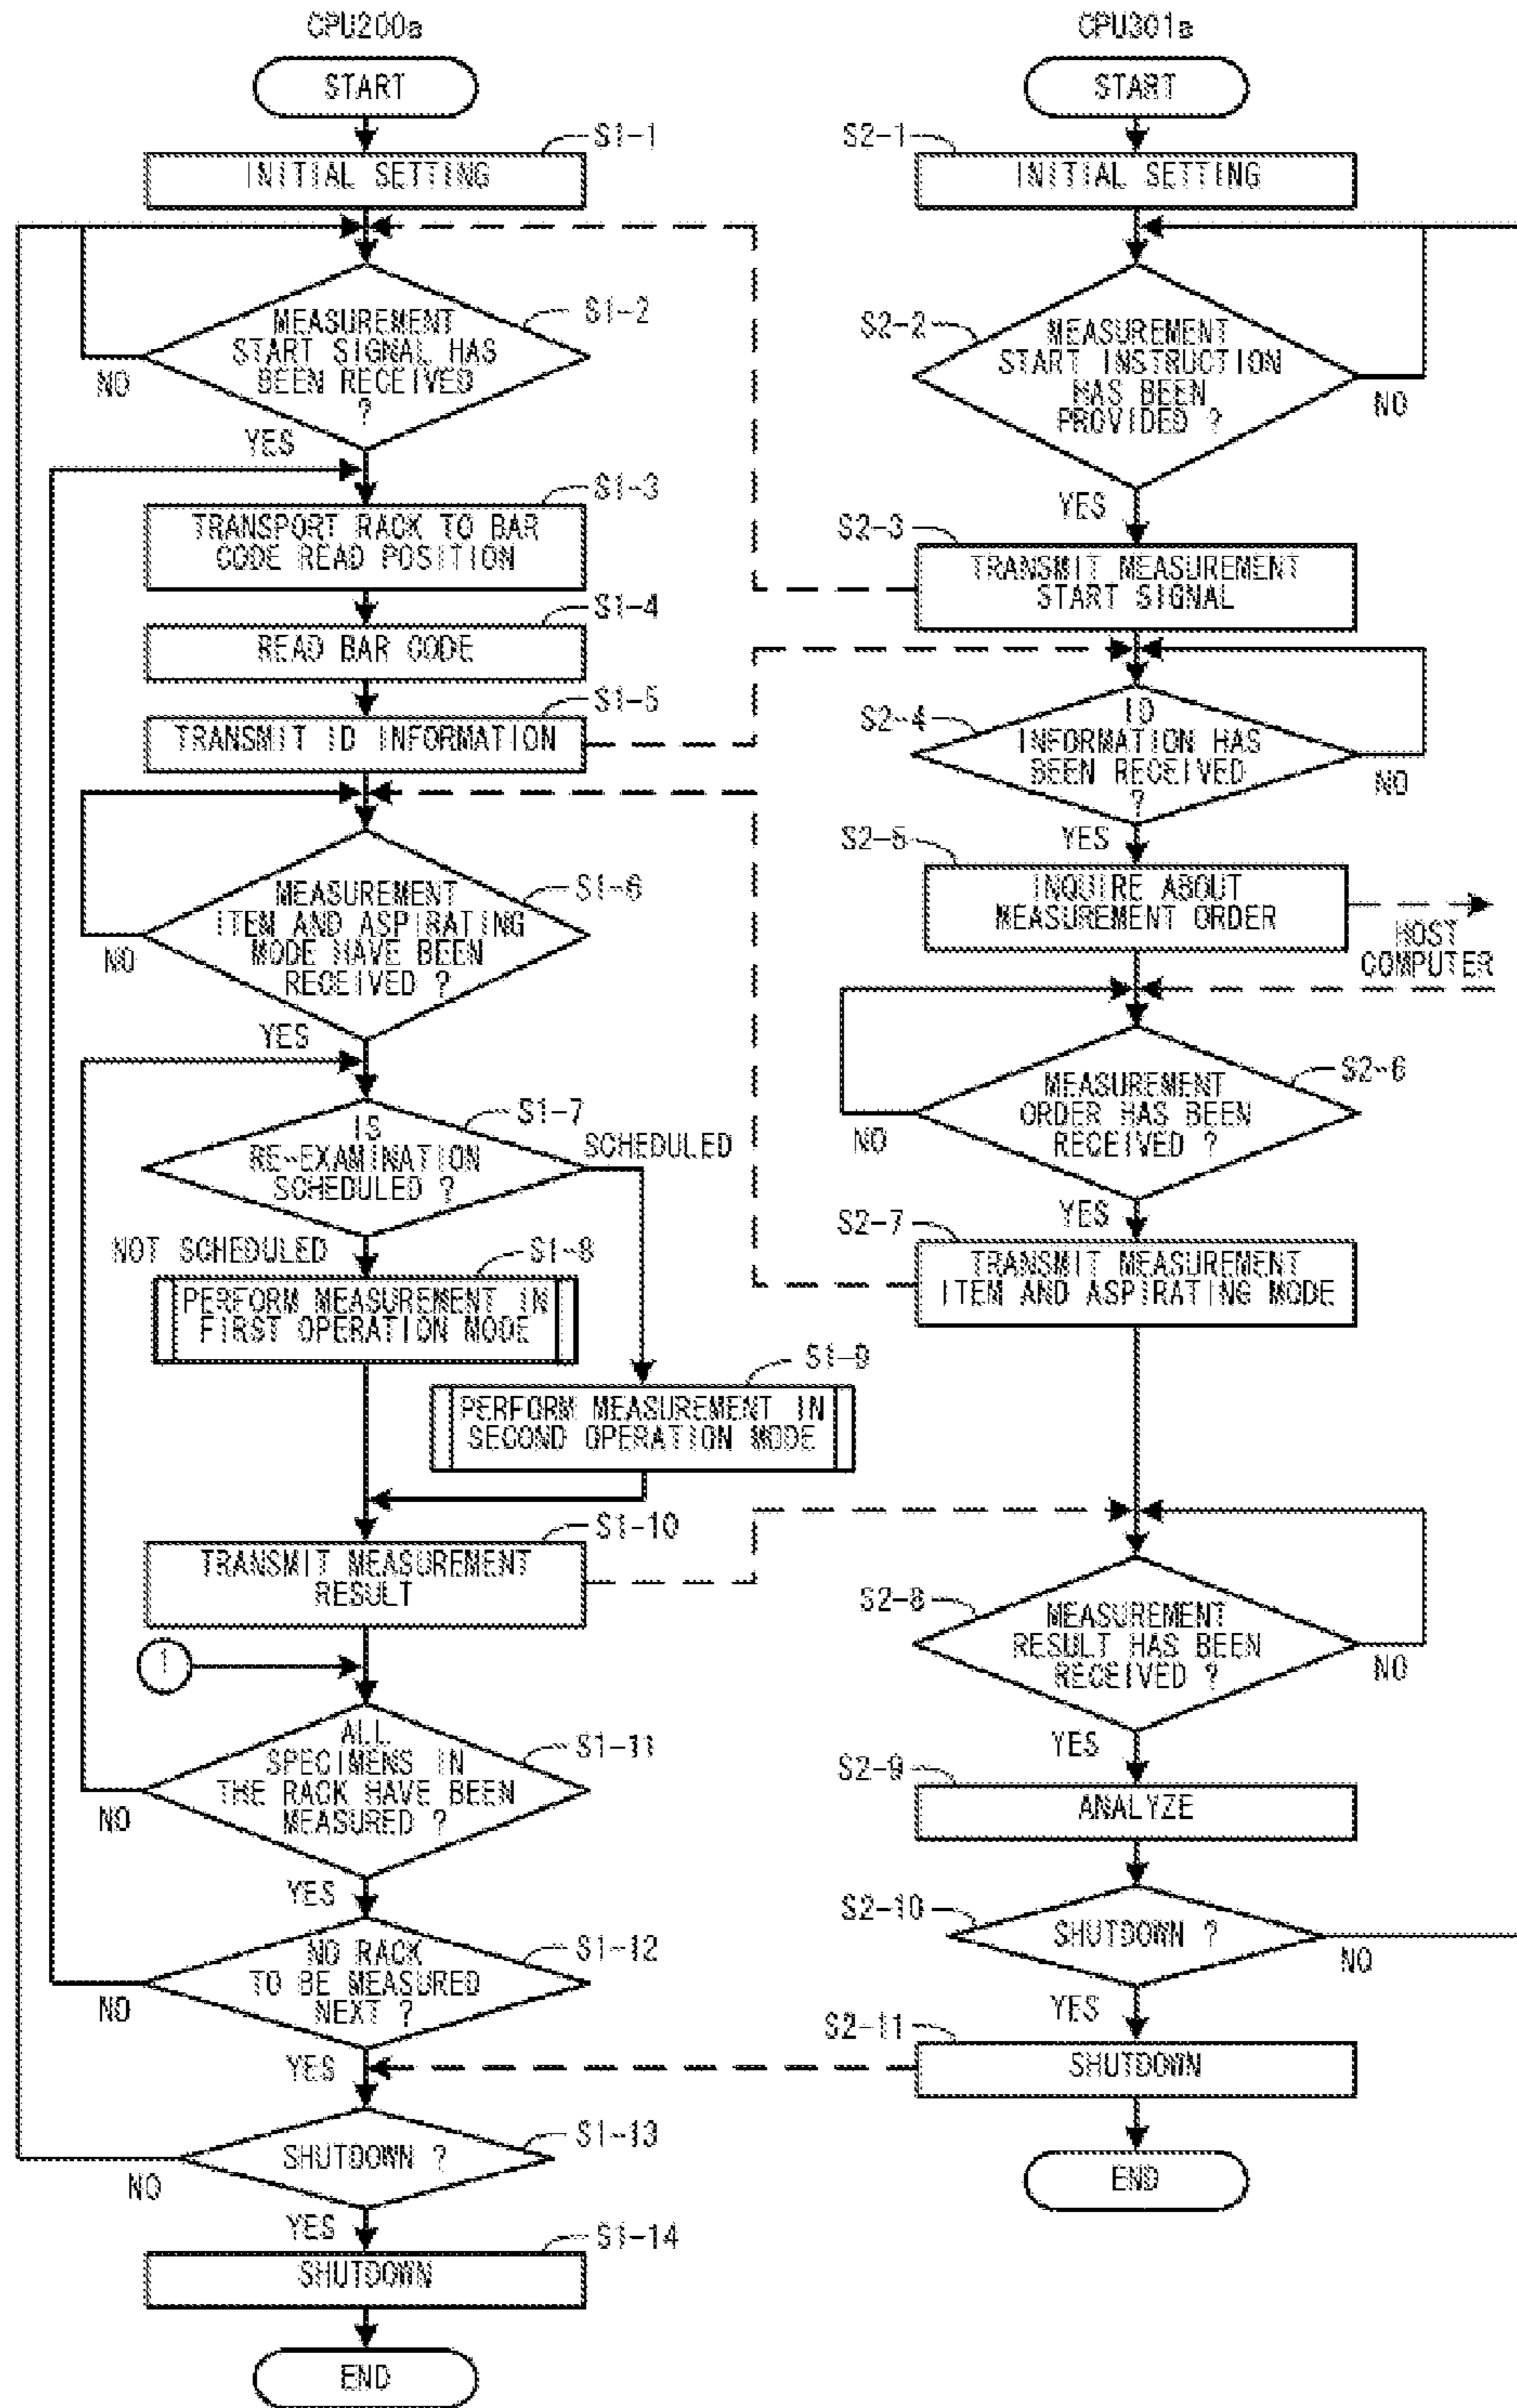 CPU200a
START
S1-1
INITIAL SETTING
S1-2
MEASUREMENT
START SIGNAL HAS
BEEN RECEIVED
?
NO
YES
S1-3
TRANSPORT RACK TO BAR
CODE READ POSITION
S1-4
READ BAR CODE
S1-5
TRANSMIT ID INFORMATION
S1-6
MEASUREMENT
ITEM AND ASPIRATING
MODE HAVE BEEN
RECEIVED ?
NO
YES
S1-7
IS
RE-EXAMINATION
SCHEDULED ?
SCHEDULED
NOT SCHEDULED
S1-8
PERFORM MEASUREMENT IN
FIRST OPERATION MODE
S1-9
PERFORM MEASUREMENT IN
SECOND OPERATION MODE
S1-10
TRANSMIT MEASUREMENT
RESULT
1
S1-11
ALL
SPECIMENS IN
THE RACK HAVE BEEN
MEASURED ?
NO
YES
S1-12
NO RACK
TO BE MEASURED
NEXT ?
NO
YES
S1-13
SHUTDOWN ?
NO
YES
S1-14
SHUTDOWN
END
CPU301a
START
S2-1
INITIAL SETTING
S2-2
MEASUREMENT
START INSTRUCTION
HAS BEEN
PROVIDED ?
NO
YES
S2-3
TRANSMIT MEASUREMENT
START SIGNAL
S2-4
ID
INFORMATION HAS
BEEN RECEIVED
?
NO
YES
S2-5
INQUIRE ABOUT
MEASUREMENT ORDER
HOST
COMPUTER
S2-6
MEASUREMENT
ORDER HAS BEEN
RECEIVED ?
NO
YES
S2-7
TRANSMIT MEASUREMENT
ITEM AND ASPIRATING MODE
S2-8
MEASUREMENT
RESULT HAS BEEN
RECEIVED ?
NO
YES
S2-9
ANALYZE
S2-10
SHUTDOWN ?
NO
YES
S2-11
SHUTDOWN
END